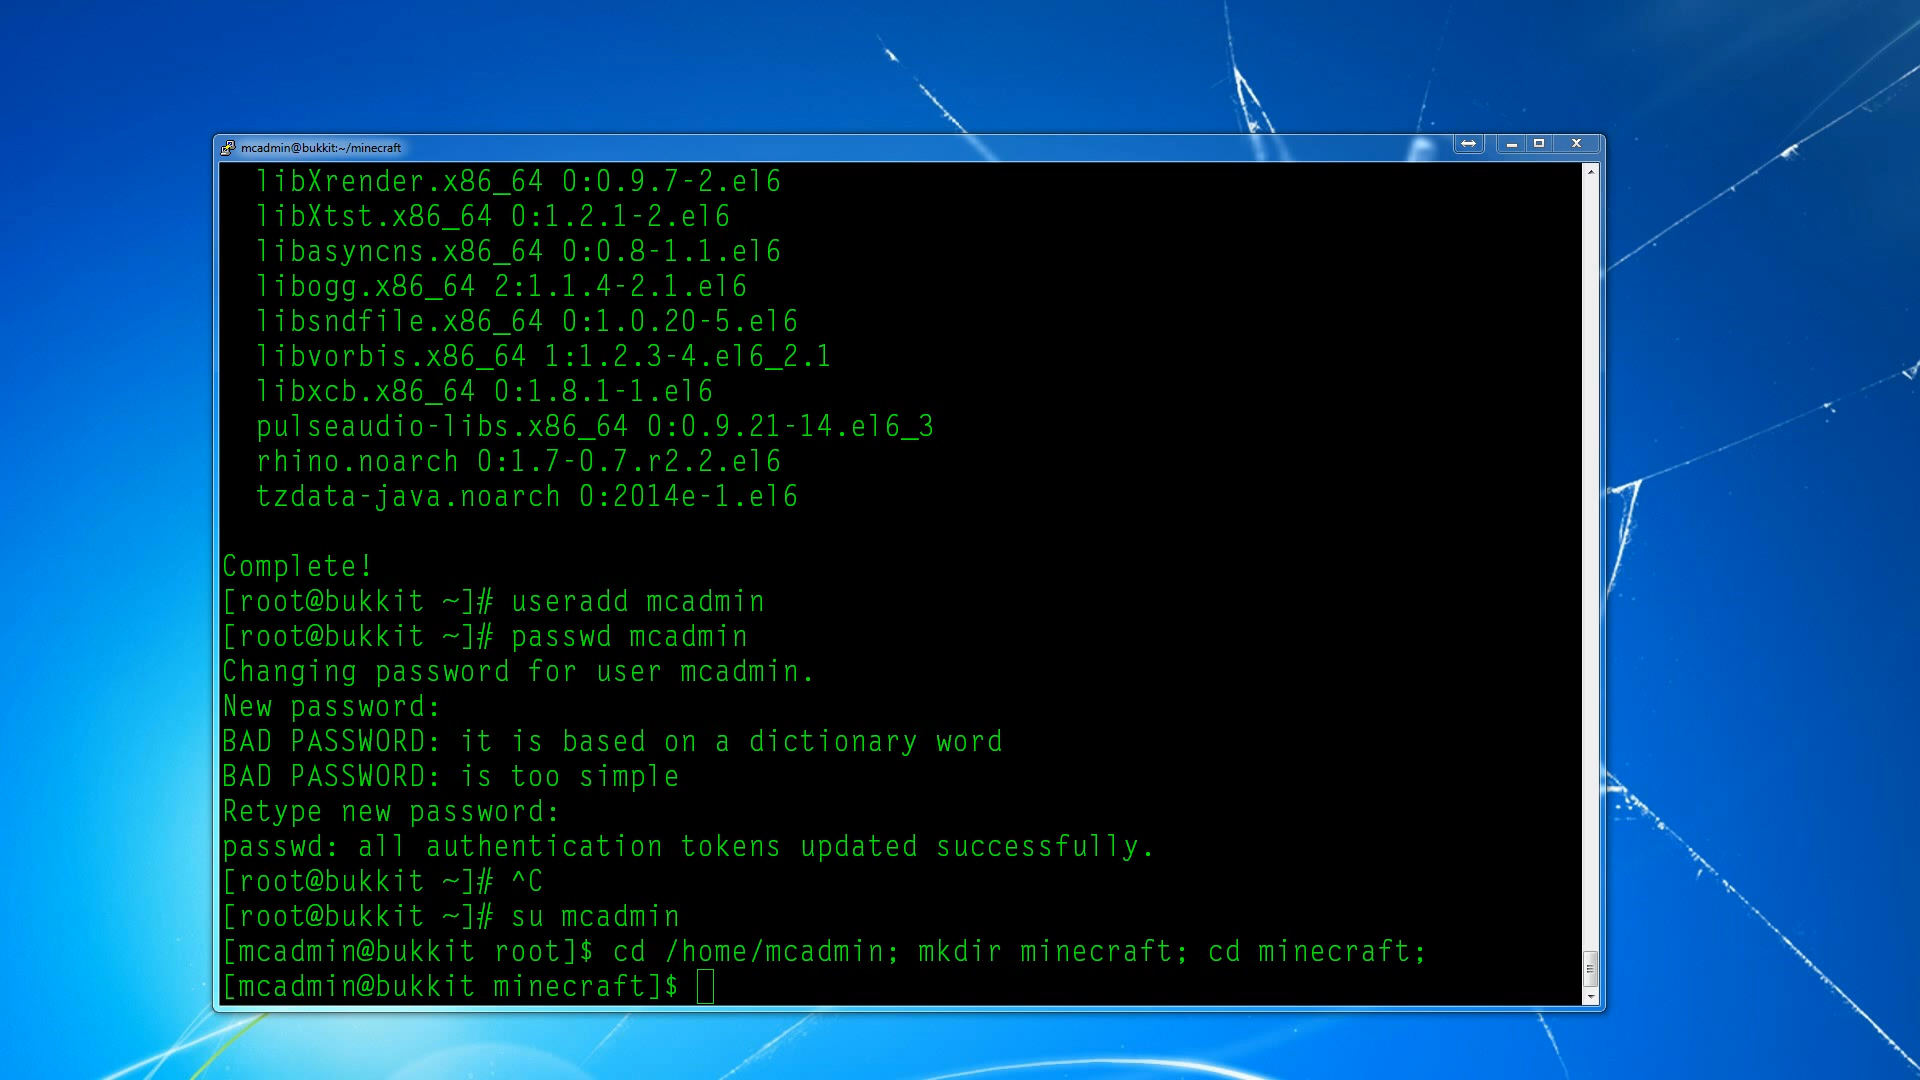 mcadmin@bukkit:~/minecraft
libXrender.x86_64 0:0.9.7-2.el6
libXtst.x86_64 0:1.2.1-2.el6
libasyncns.x86_64 0:0.8-1.1.el6
libogg.x86_64 2:1.1.4-2.1.el6
libsndfile.x86_64 0:1.0.20-5.el6
libvorbis.x86_64 1:1.2.3-4.el6_2.1
libxcb.x86_64 0:1.8.1-1.el6
pulseaudio-libs.x86_64 0:0.9.21-14.el6_3
rhino.noarch 0:1.7-0.7.r2.2.el6
tzdata-java.noarch 0:2014e-1.el6
Complete!
[root@bukkit ~]# useradd mcadmin
[root@bukkit ~]# passwd mcadmin
Changing password for user mcadmin.
New password:
BAD PASSWORD: it is based on a dictionary word
BAD PASSWORD: is too simple
Retype new password:
passwd: all authentication tokens updated successfully.
[root@bukkit ~]# ^C
[root@bukkit ~]# su mcadmin
[mcadmin@bukkit root]$ cd /home/mcadmin; mkdir minecraft; cd minecraft;
[mcadmin@bukkit minecraft]$